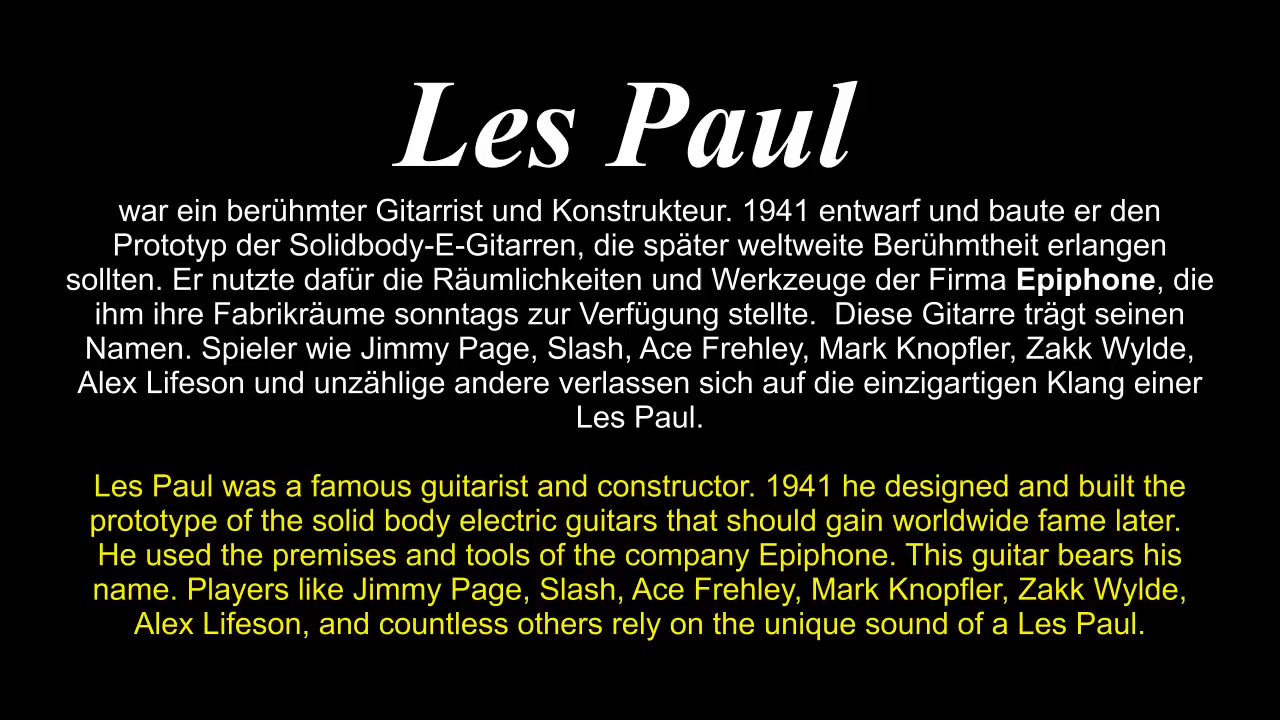 Les Paul
war ein berühmter Gitarrist und Konstrukteur. 1941 entwarf und baute er den
Prototyp der Solidbody-E-Gitarren, die später weltweite Berühmtheit erlangen
sollten. Er nutzte dafür die Räumlichkeiten und Werkzeuge der Firma Epiphone, die
ihm ihre Fabrikräume sonntags zur Verfügung stellte.  Diese Gitarre trägt seinen
Namen. Spieler wie Jimmy Page, Slash, Ace Frehley, Mark Knopfler, Zakk Wylde,
Alex Lifeson und unzählige andere verlassen sich auf die einzigartigen Klang einer
Les Paul.
Les Paul was a famous guitarist and constructor. 1941 he designed and built the
prototype of the solid body electric guitars that should gain worldwide fame later.
He used the premises and tools of the company Epiphone. This guitar bears his
name. Players like Jimmy Page, Slash, Ace Frehley, Mark Knopfler, Zakk Wylde,
Alex Lifeson, and countless others rely on the unique sound of a Les Paul.